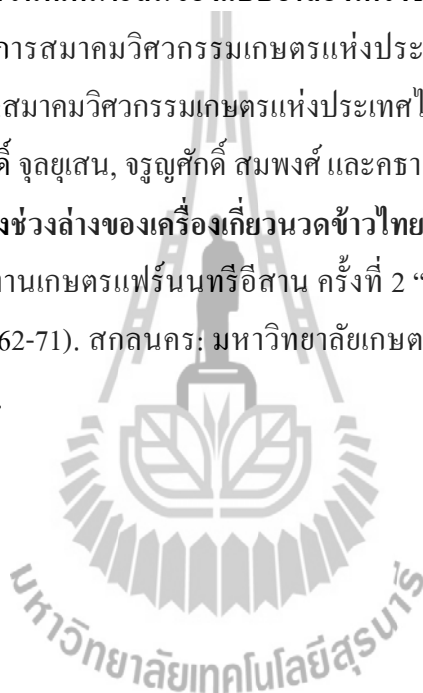 การสมาคมวิศวกรรมเกษตรแห่งประ
สมาคมวิศวกรรมเกษตรแห่งประเทศไ
ดิ์ จุลยุเสน, จรูญศักดิ์ สมพงศ์ และคธา
งช่วงล่างของเครื่องเกี่ยวนวดข้าวไทย
านเกษตรแฟร์นนทรีอีสาน ครั้งที่ 2 “
62-71). สกลนคร: มหาวิทยาลัยเกษต
.
มหาวิทยาลัยเทคโนโลยีสุรนารี